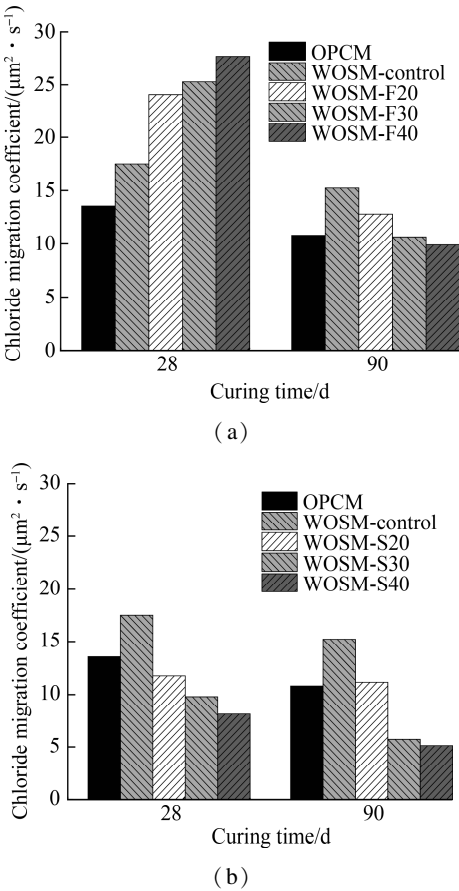 Chloride migration coefficient/(μm²・s⁻¹)
30
25
20
15
10
5
0
OPCM
WOSM-control
WOSM-F20
WOSM-F30
WOSM-F40
28
90
Curing time/d
(a)
Chloride migration coefficient/(μm²・s⁻¹)
30
25
20
15
10
5
0
OPCM
WOSM-control
WOSM-S20
WOSM-S30
WOSM-S40
28
90
Curing time/d
(b)